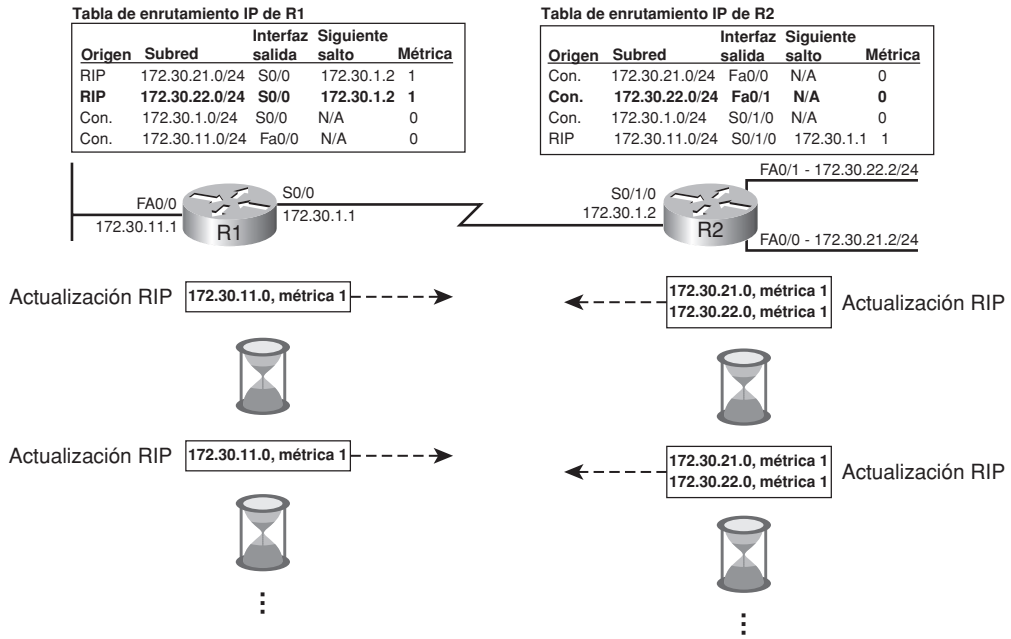 Tabla de enrutamiento IP de R1
Interfaz Siguiente
Origen Subred salida salto Métrica
RIP 172.30.21.0/24 S0/0 172.30.1.2 1
RIP 172.30.22.0/24 S0/0 172.30.1.2 1
Con. 172.30.1.0/24 S0/0 N/A 0
Con. 172.30.11.0/24 Fa0/0 N/A 0
Tabla de enrutamiento IP de R2
Interfaz Siguiente
Origen Subred salida salto Métrica
Con. 172.30.21.0/24 Fa0/0 N/A 0
Con. 172.30.22.0/24 Fa0/1 N/A 0
Con. 172.30.1.0/24 S0/1/0 N/A 0
RIP 172.30.11.0/24 S0/1/0 172.30.1.1 1
FA0/0
172.30.11.1
R1
S0/0
172.30.1.1
S0/1/0
172.30.1.2
R2
FA0/1 - 172.30.22.2/24
FA0/0 - 172.30.21.2/24
Actualización RIP
172.30.11.0, métrica 1
172.30.21.0, métrica 1
172.30.22.0, métrica 1
Actualización RIP
Actualización RIP
172.30.11.0, métrica 1
172.30.21.0, métrica 1
172.30.22.0, métrica 1
Actualización RIP